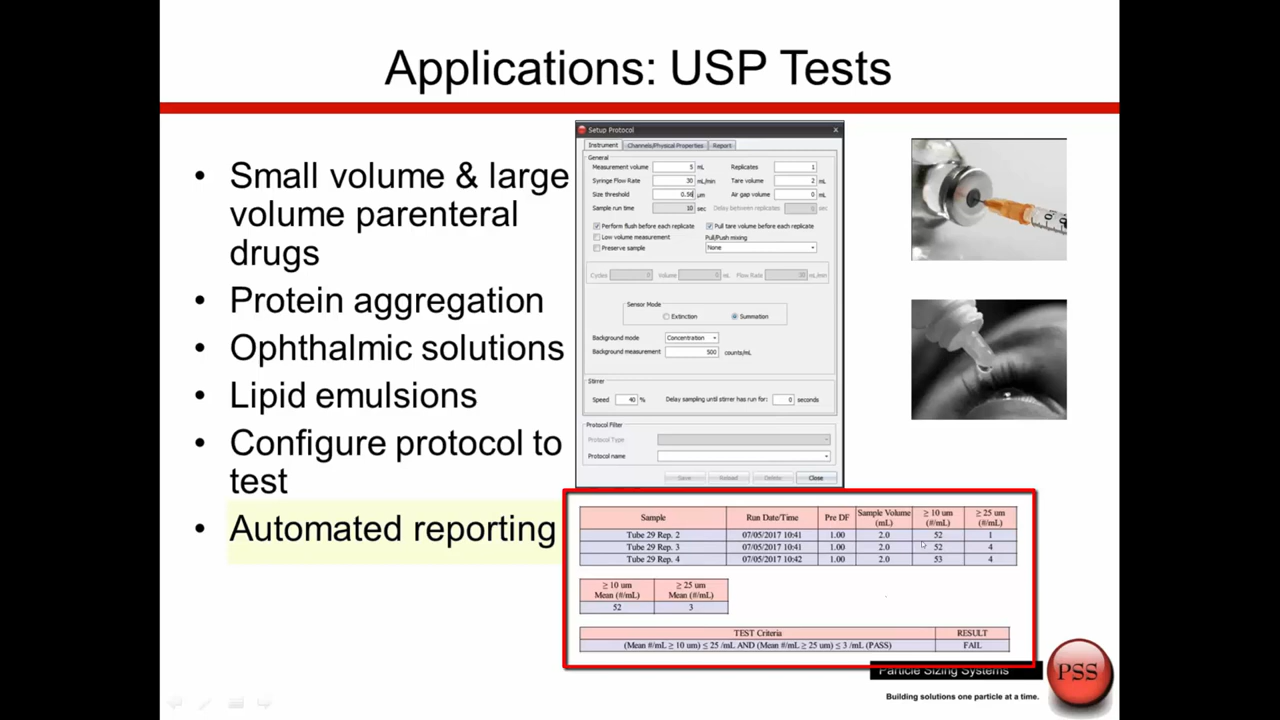 Applications: USP Tests
• Small volume & large
volume parenteral
drugs
• Protein aggregation
• Ophthalmic solutions
• Lipid emulsions
• Configure protocol to
test
• Automated reporting
Setup Protocol
Instrument Channels/Physical Properties Report
General
Measurement volume 5 mL Replicates 1
Syringe Flow Rate 30 mL/min Tare volume 2 mL
Size threshold 0.56 um Air gap volume 0 mL
Sample run time 10 sec Delay between replicates 0 sec
Perform flush before each replicate Pull tare volume before each replicate
Low volume measurement Pull/Push mixing
Preserve sample None
Cycles 0 Volume 0 mL Flow Rate 30 mL/min
Sensor Mode
Extinction Summation
Background mode Concentration
Background measurement 500 counts/mL
Stirrer
Speed 40 % Delay sampling until stirrer has run for: 0 seconds
Protocol Filter
Protocol Type
Protocol name
Save Reload Delete Close
Sample Run Date/Time Pre DF Sample Volume (mL) ≥ 10 um (#/mL) ≥ 25 um (#/mL)
Tube 29 Rep. 2 07/05/2017 10:41 1.00 2.0 52 1
Tube 29 Rep. 3 07/05/2017 10:41 1.00 2.0 52 4
Tube 29 Rep. 4 07/05/2017 10:42 1.00 2.0 53 4
≥ 10 um Mean (#/mL) ≥ 25 um Mean (#/mL)
52 3
TEST Criteria RESULT
(Mean #/mL ≥ 10 um) ≤ 25 /mL AND (Mean #/mL ≥ 25 um) ≤ 3 /mL (PASS) FAIL
Particle Sizing Systems
PSS
Building solutions one particle at a time.